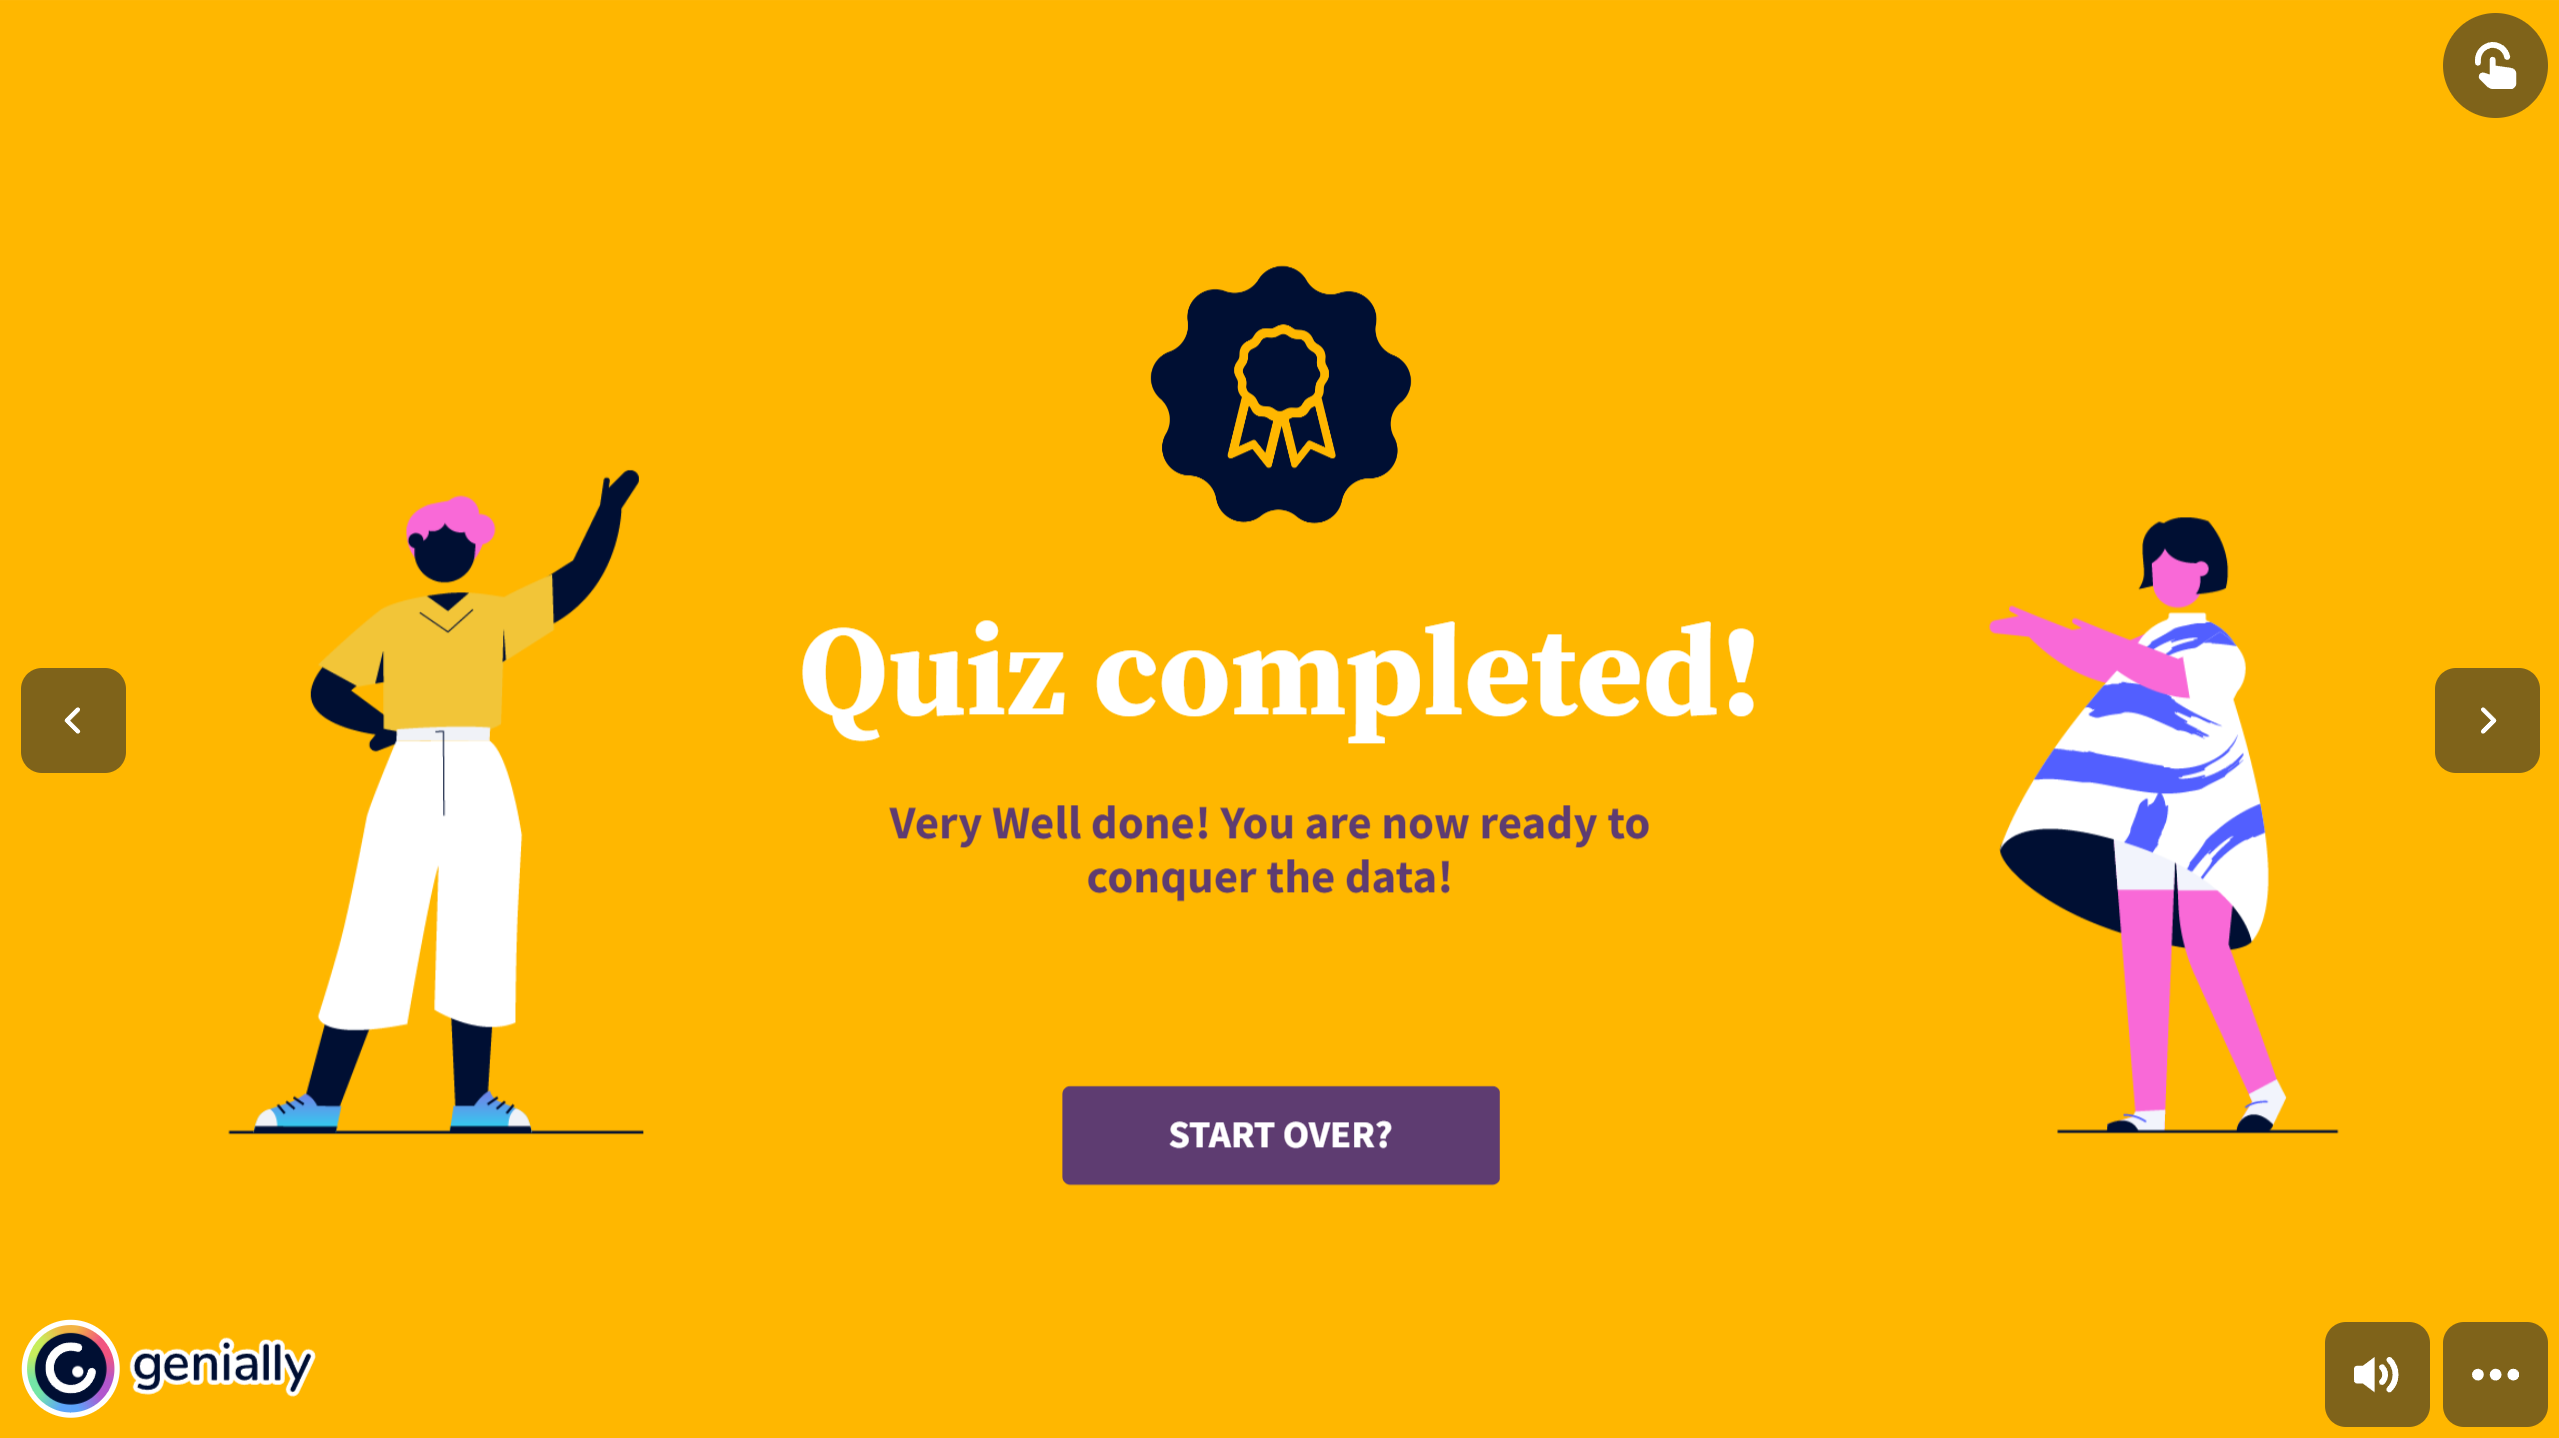 Quiz completed!
Very Well done! You are now ready to
conquer the data!
START OVER?
genially